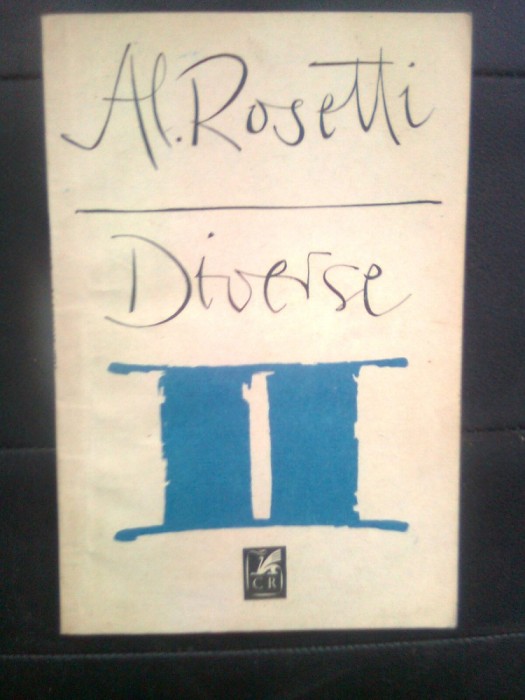 Al. Rosetti
Diverse
II
CR